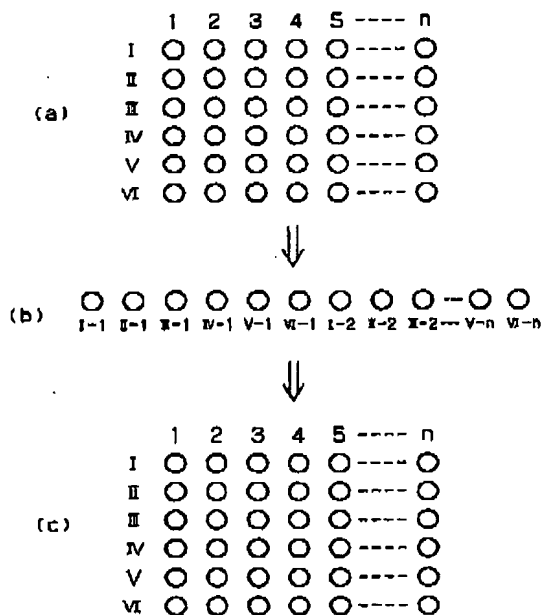 1 2 3 4 5 ---- n
I
II
(a) III
IV
V
VI
(b)
I-1 II-1 III-1 IV-1 V-1 VI-1 I-2 II-2 III-2 --- V-n VI-n
1 2 3 4 5 ---- n
I
II
(c) III
IV
V
VI